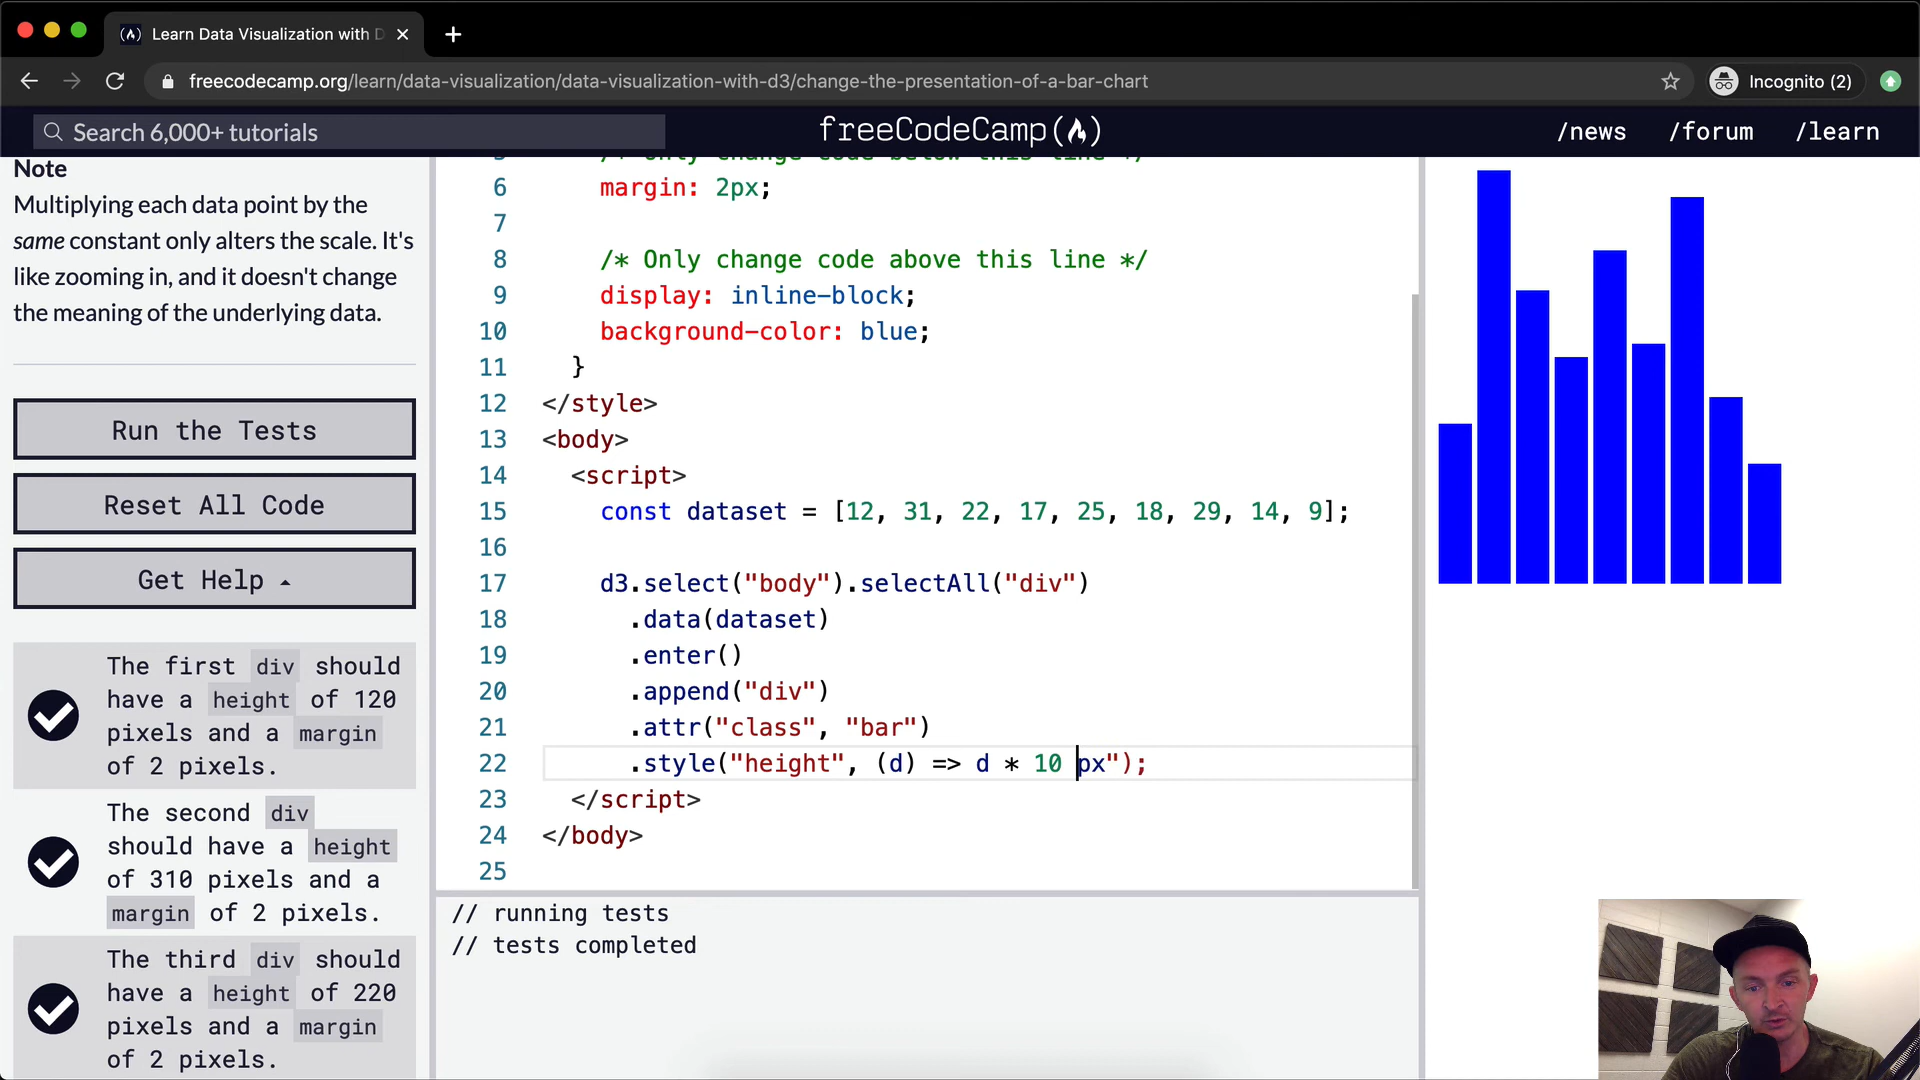 Learn Data Visualization with D
freecodecamp.org/learn/data-visualization/data-visualization-with-d3/change-the-presentation-of-a-bar-chart
Incognito (2)
Search 6,000+ tutorials
freeCodeCamp
/news
/forum
/learn
Note
Multiplying each data point by the
same constant only alters the scale. It's
like zooming in, and it doesn't change
the meaning of the underlying data.
Run the Tests
Reset All Code
Get Help
The first div should
have a height of 120
pixels and a margin
of 2 pixels.
The second div
should have a height
of 310 pixels and a
margin of 2 pixels.
The third div should
have a height of 220
pixels and a margin
of 2 pixels.
5 /* Only change code below this line */
6 margin: 2px;
7
8 /* Only change code above this line */
9 display: inline-block;
10 background-color: blue;
11 }
12 </style>
13 <body>
14 <script>
15 const dataset = [12, 31, 22, 17, 25, 18, 29, 14, 9];
16
17 d3.select("body").selectAll("div")
18 .data(dataset)
19 .enter()
20 .append("div")
21 .attr("class", "bar")
22 .style("height", (d) => d * 10 px");
23 </script>
24 </body>
25
// running tests
// tests completed